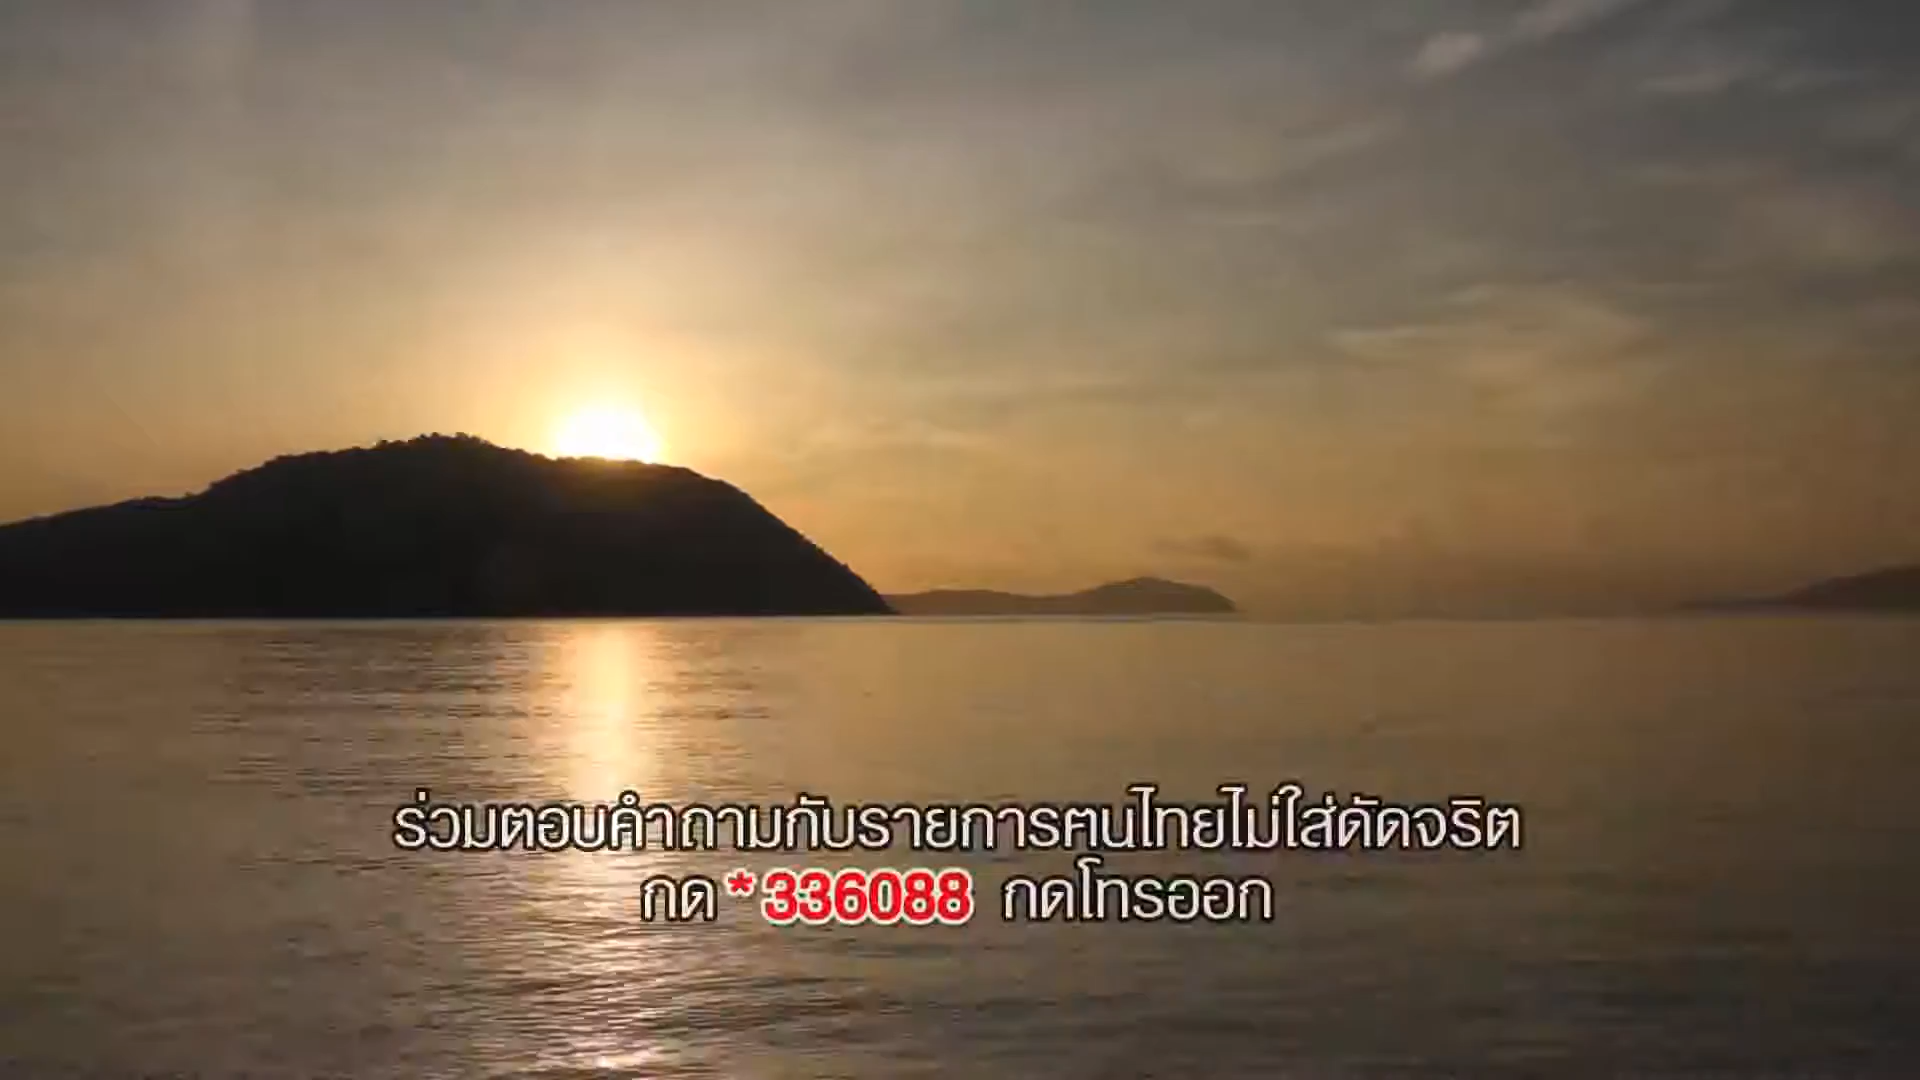 ร่วมตอบคำถามกับรายการฅนไทยไม่ใส่ดัดจริต
กด *336088 กดโทรออก